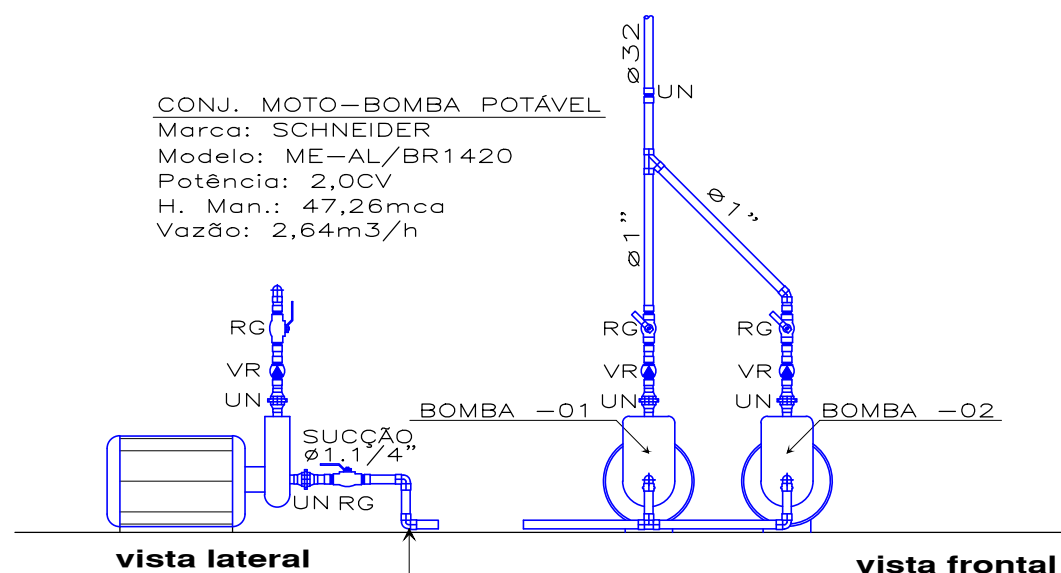 CONJ. MOTO-BOMBA POTÁVEL
Marca: SCHNEIDER
Modelo: ME-AL/BR1420
Potência: 2,0CV
H. Man.: 47,26mca
Vazão: 2,64m3/h
ø32
UN
ø1"
ø1"
RG
VR
UN
SUCÇÃO
ø1.1/4"
UN RG
RG
RG
VR
VR
UN
UN
BOMBA -01
BOMBA -02
vista lateral
vista frontal